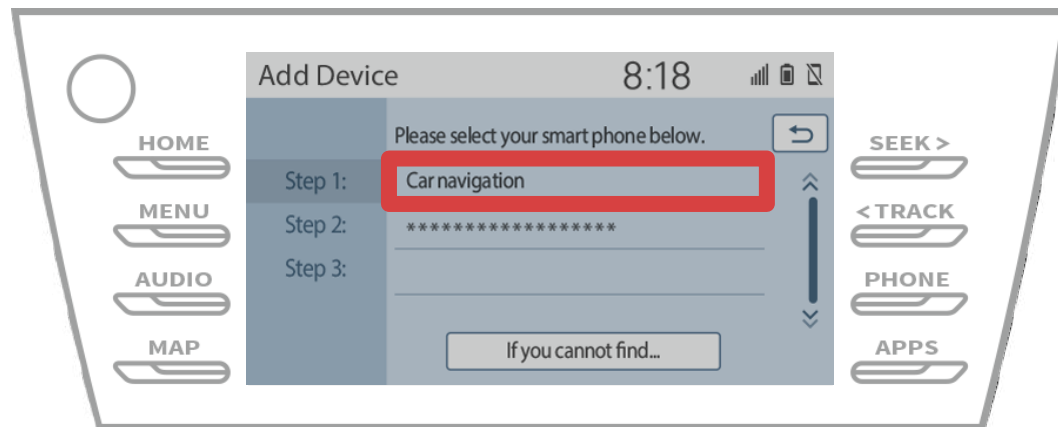 Add Device
8:18
Please select your smart phone below.
HOME
SEEK >
Step 1:
Car navigation
MENU
< TRACK
Step 2:
******************
AUDIO
Step 3:
PHONE
MAP
If you cannot find...
APPS